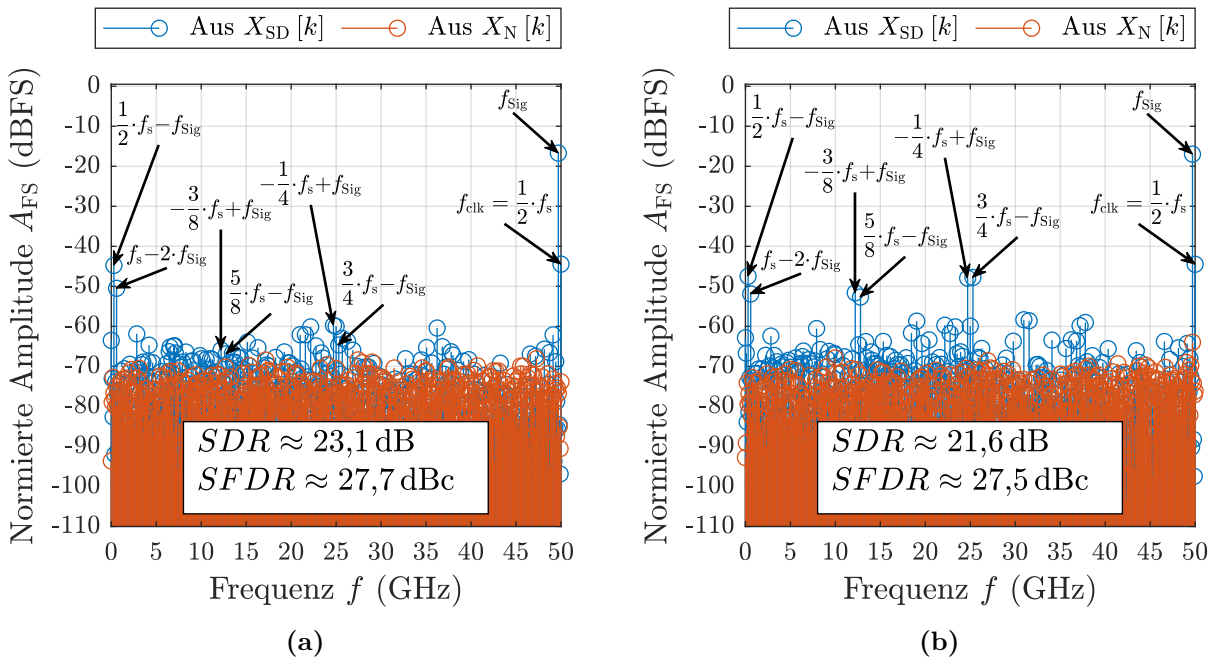 Aus X_SD [k] Aus X_N [k]
Normierte Amplitude A_FS (dBFS)
0
-10
-20
-30
-40
-50
-60
-70
-80
-90
-100
-110
f_Sig
1/2·f_s−f_Sig
−1/4·f_s+f_Sig
−3/8·f_s+f_Sig
f_clk = 1/2·f_s
f_s−2·f_Sig
5/8·f_s−f_Sig
3/4·f_s−f_Sig
SDR ≈ 23,1 dB
SFDR ≈ 27,7 dBc
0 5 10 15 20 25 30 35 40 45 50
Frequenz f (GHz)
(a)
Aus X_SD [k] Aus X_N [k]
Normierte Amplitude A_FS (dBFS)
0
-10
-20
-30
-40
-50
-60
-70
-80
-90
-100
-110
f_Sig
1/2·f_s−f_Sig
−1/4·f_s+f_Sig
−3/8·f_s+f_Sig
f_clk = 1/2·f_s
3/4·f_s−f_Sig
5/8·f_s−f_Sig
f_s−2·f_Sig
SDR ≈ 21,6 dB
SFDR ≈ 27,5 dBc
0 5 10 15 20 25 30 35 40 45 50
Frequenz f (GHz)
(b)